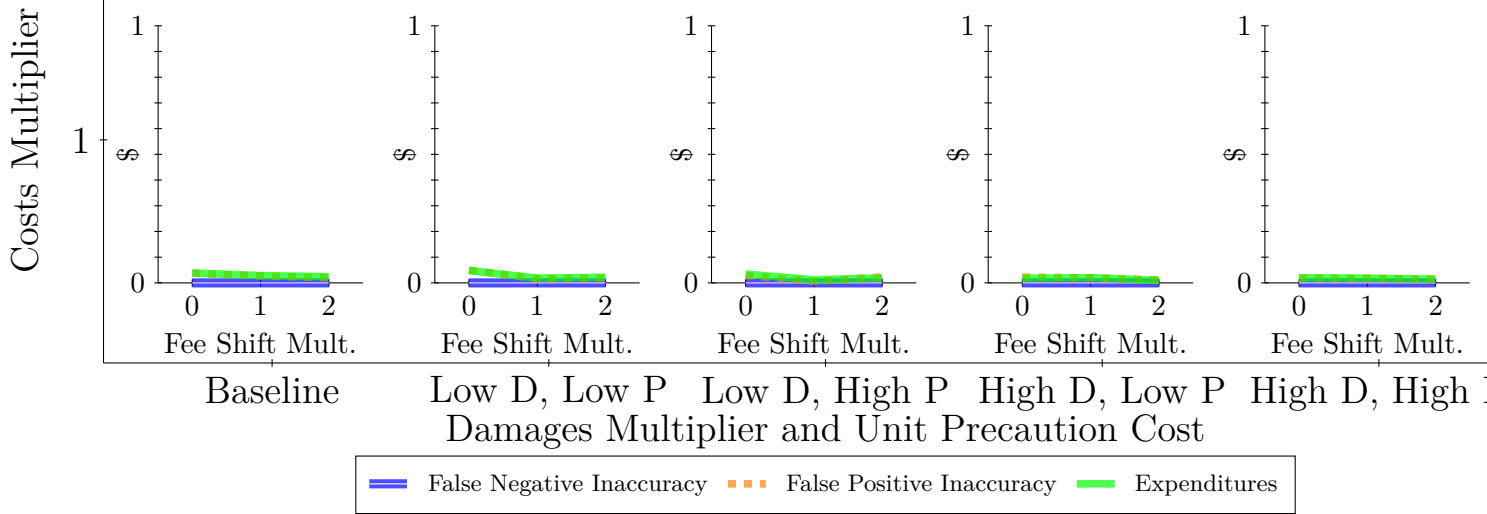 Costs Multiplier
1
1 1 1 1 1
$ $ $ $ $
0 0 0 0 0
0 1 2 0 1 2 0 1 2 0 1 2 0 1 2
Fee Shift Mult. Fee Shift Mult. Fee Shift Mult. Fee Shift Mult. Fee Shift Mult.
Baseline Low D, Low P Low D, High P High D, Low P High D, High
Damages Multiplier and Unit Precaution Cost
False Negative Inaccuracy False Positive Inaccuracy Expenditures